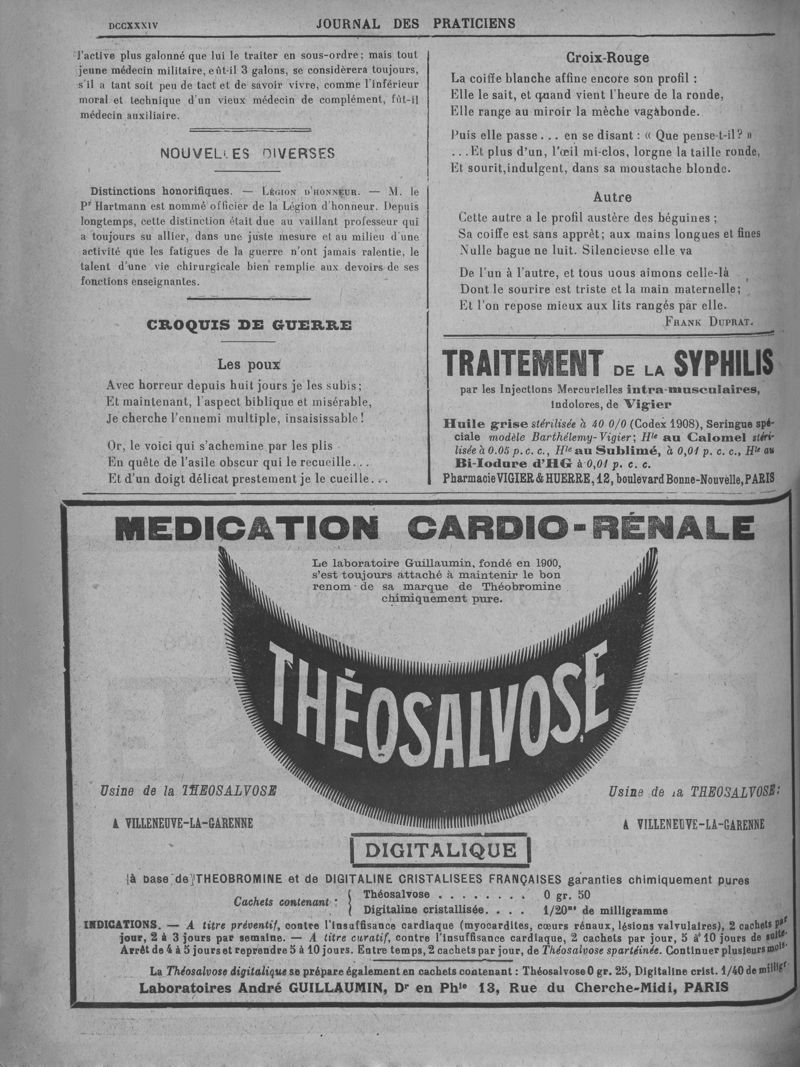 DCCXXXIV
JOURNAL DES PRATICIENS
l'active plus galonné que lui le traiter en sous-ordre; mais tout
jeune médecin militaire, eût-il 3 galons, se considèrera toujours,
s'il a tant soit peu de tact et de savoir vivre, comme l'inférieur
moral et technique d'un vieux médecin de complément, fût-il
médecin auxiliaire.
NOUVELLES DIVERSES
Distinctions honorifiques. — LÉGION D'HONNEUR. — M. le
Pr Hartmann est nommé officier de la Légion d'honneur. Depuis
longtemps, cette distinction était due au vaillant professeur qui
a toujours su allier, dans une juste mesure et au milieu d'une
activité que les fatigues de la guerre n'ont jamais ralentie, le
talent d'une vie chirurgicale bien remplie aux devoirs de ses
fonctions enseignantes.
CROQUIS DE GUERRE
Les poux
Avec horreur depuis huit jours je les subis;
Et maintenant, l'aspect biblique et misérable,
Je cherche l'ennemi multiple, insaisissable!
Or, le voici qui s'achemine par les plis
En quête de l'asile obscur qui le recueille...
Et d'un doigt délicat prestement je le cueille...
Croix-Rouge
La coiffe blanche affine encore son profil :
Elle le sait, et quand vient l'heure de la ronde,
Elle range au miroir la mèche vagabonde.
Puis elle passe... en se disant : « Que pense-t-il? »
...Et plus d'un, l'œil mi-clos, lorgne la taille ronde,
Et sourit, indulgent, dans sa moustache blonde.
Autre
Cette autre a le profil austère des béguines ;
Sa coiffe est sans apprêt; aux mains longues et fines
Nulle bague ne luit. Silencieuse elle va
De l'un à l'autre, et tous uous aimons celle-là
Dont le sourire est triste et la main maternelle;
Et l'on repose mieux aux lits rangés par elle.
FRANK DUPRAT.
TRAITEMENT DE LA SYPHILIS
par les Injections Mercurielles intra-musculaires,
indolores, de Vigier
Huile grise stérilisée à 40 0/0 (Codex 1908), Seringue spé-
ciale modèle Barthélemy-Vigier; Hle au Calomel stéri-
lisée à 0.05 p. c. c., Hle au Sublimé, à 0,01 p. c. c., Hle au
Bi-Iodure d'HG à 0,01 p. c. c.
Pharmacie VIGIER & HUERRE, 12, boulevard Bonne-Nouvelle, PARIS
MEDICATION CARDIO-RÉNALE
Le laboratoire Guillaumin, fondé en 1900,
s'est toujours attaché à maintenir le bon
renom de sa marque de Théobromine
chimiquement pure.
THÉOSALVOSE
Usine de la THEOSALVOSE
A VILLENEUVE-LA-GARENNE
Usine de la THEOSALVOSE
A VILLENEUVE-LA-GARENNE
DIGITALIQUE
à base de THEOBROMINE et de DIGITALINE CRISTALISEES FRANÇAISES garanties chimiquement pures
Cachets contenant : { Théosalvose . . . . . . . . 0 gr. 50
Digitaline cristallisée. . . . 1/20me de milligramme
INDICATIONS. — A titre préventif, contre l'insuffisance cardiaque (myocardites, cœurs rénaux, lésions valvulaires), 2 cachets par
jour, 2 à 3 jours par semaine. — A titre curatif, contre l'insuffisance cardiaque, 2 cachets par jour, 5 à 10 jours de suite.
Arrêt de 4 à 5 jours et reprendre 5 à 10 jours. Entre temps, 2 cachets par jour, de Théosalvose spartéinée. Continuer plusieurs mois.
La Théosalvose digitalique se prépare également en cachets contenant : Théosalvose 0 gr. 25, Digitaline crist. 1/40 de milligr.
Laboratoires André GUILLAUMIN, Dr en Phie 13, Rue du Cherche-Midi, PARIS